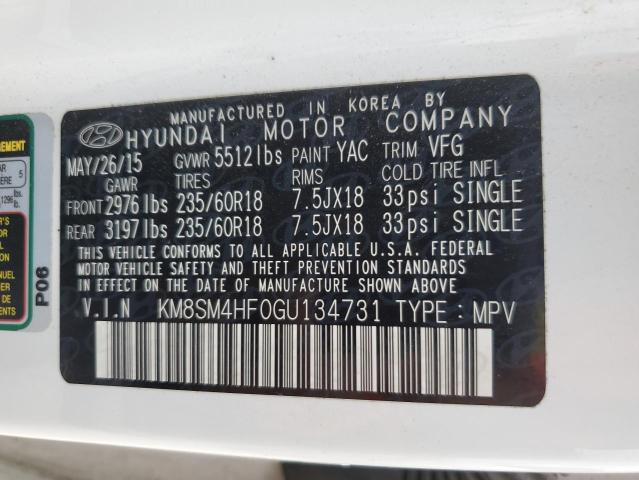 MANUFACTURED IN KOREA BY
HYUNDAI MOTOR COMPANY
MAY/26/15 GVWR 5512lbs PAINT YAC TRIM VFG
GAWR TIRES RIMS COLD TIRE INFL
FRONT 2976lbs 235/60R18 7.5JX18 33psi SINGLE
REAR 3197lbs 235/60R18 7.5JX18 33psi SINGLE
THIS VEHICLE CONFORMS TO ALL APPLICABLE U.S.A. FEDERAL
MOTOR VEHICLE SAFETY AND THEFT PREVENTION STANDARDS
IN EFFECT ON THE DATE OF MANUFACTURE SHOWN ABOVE
V.I.N KM8SM4HF0GU134731 TYPE : MPV
5
1296 lbs.
P06